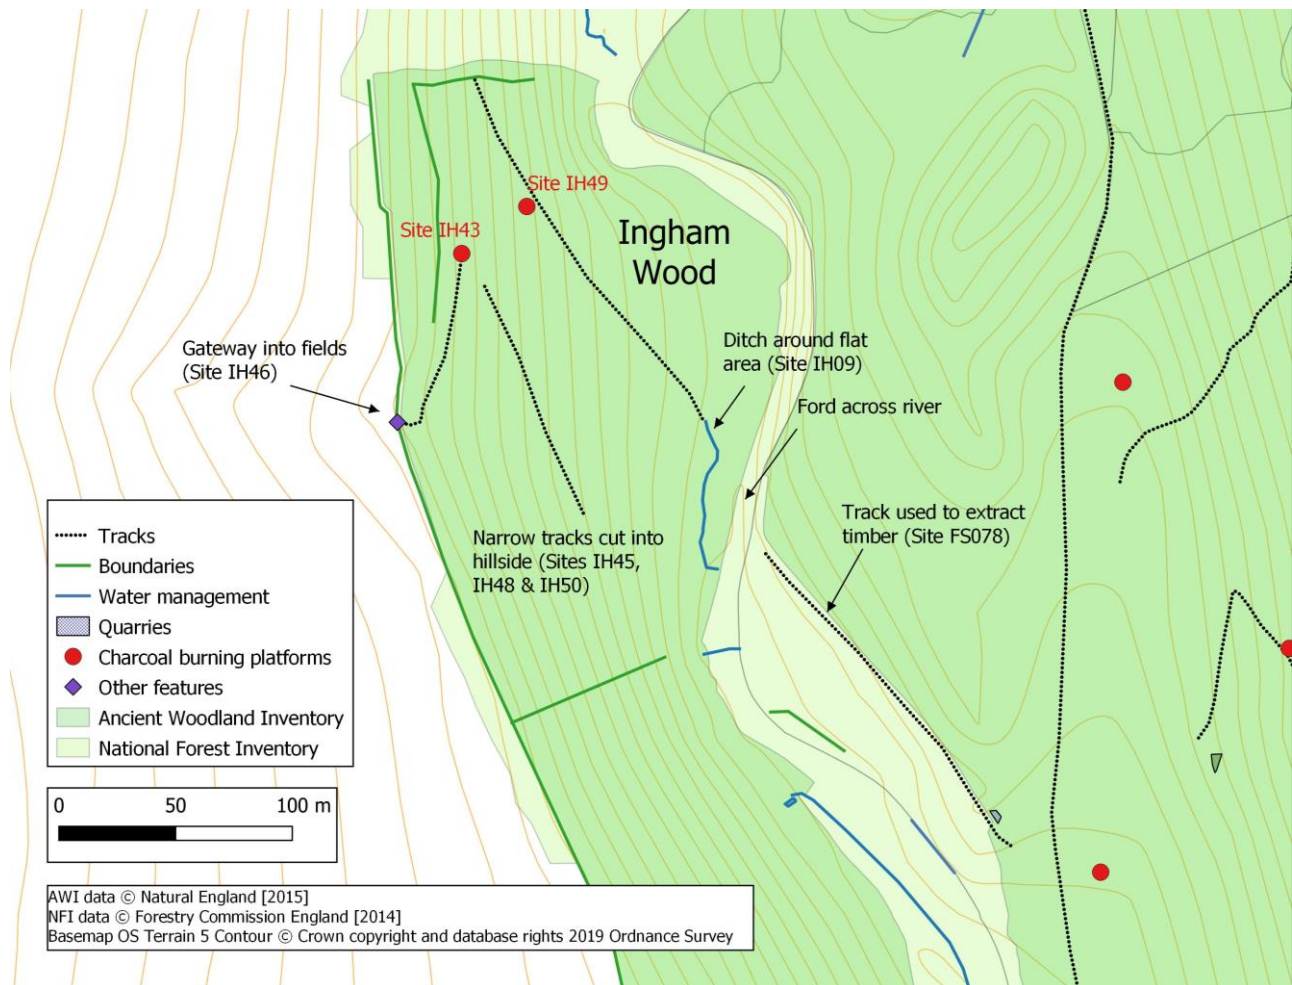 Site IH49
Site IH43
Ingham
Wood
Gateway into fields
(Site IH46)
Ditch around flat
area (Site IH09)
Ford across river
Track used to extract
timber (Site FS078)
Narrow tracks cut into
hillside (Sites IH45,
IH48 & IH50)
Tracks
Boundaries
Water management
Quarries
Charcoal burning platforms
Other features
Ancient Woodland Inventory
National Forest Inventory
0 50 100 m
AWI data © Natural England [2015]
NFI data © Forestry Commission England [2014]
Basemap OS Terrain 5 Contour © Crown copyright and database rights 2019 Ordnance Survey